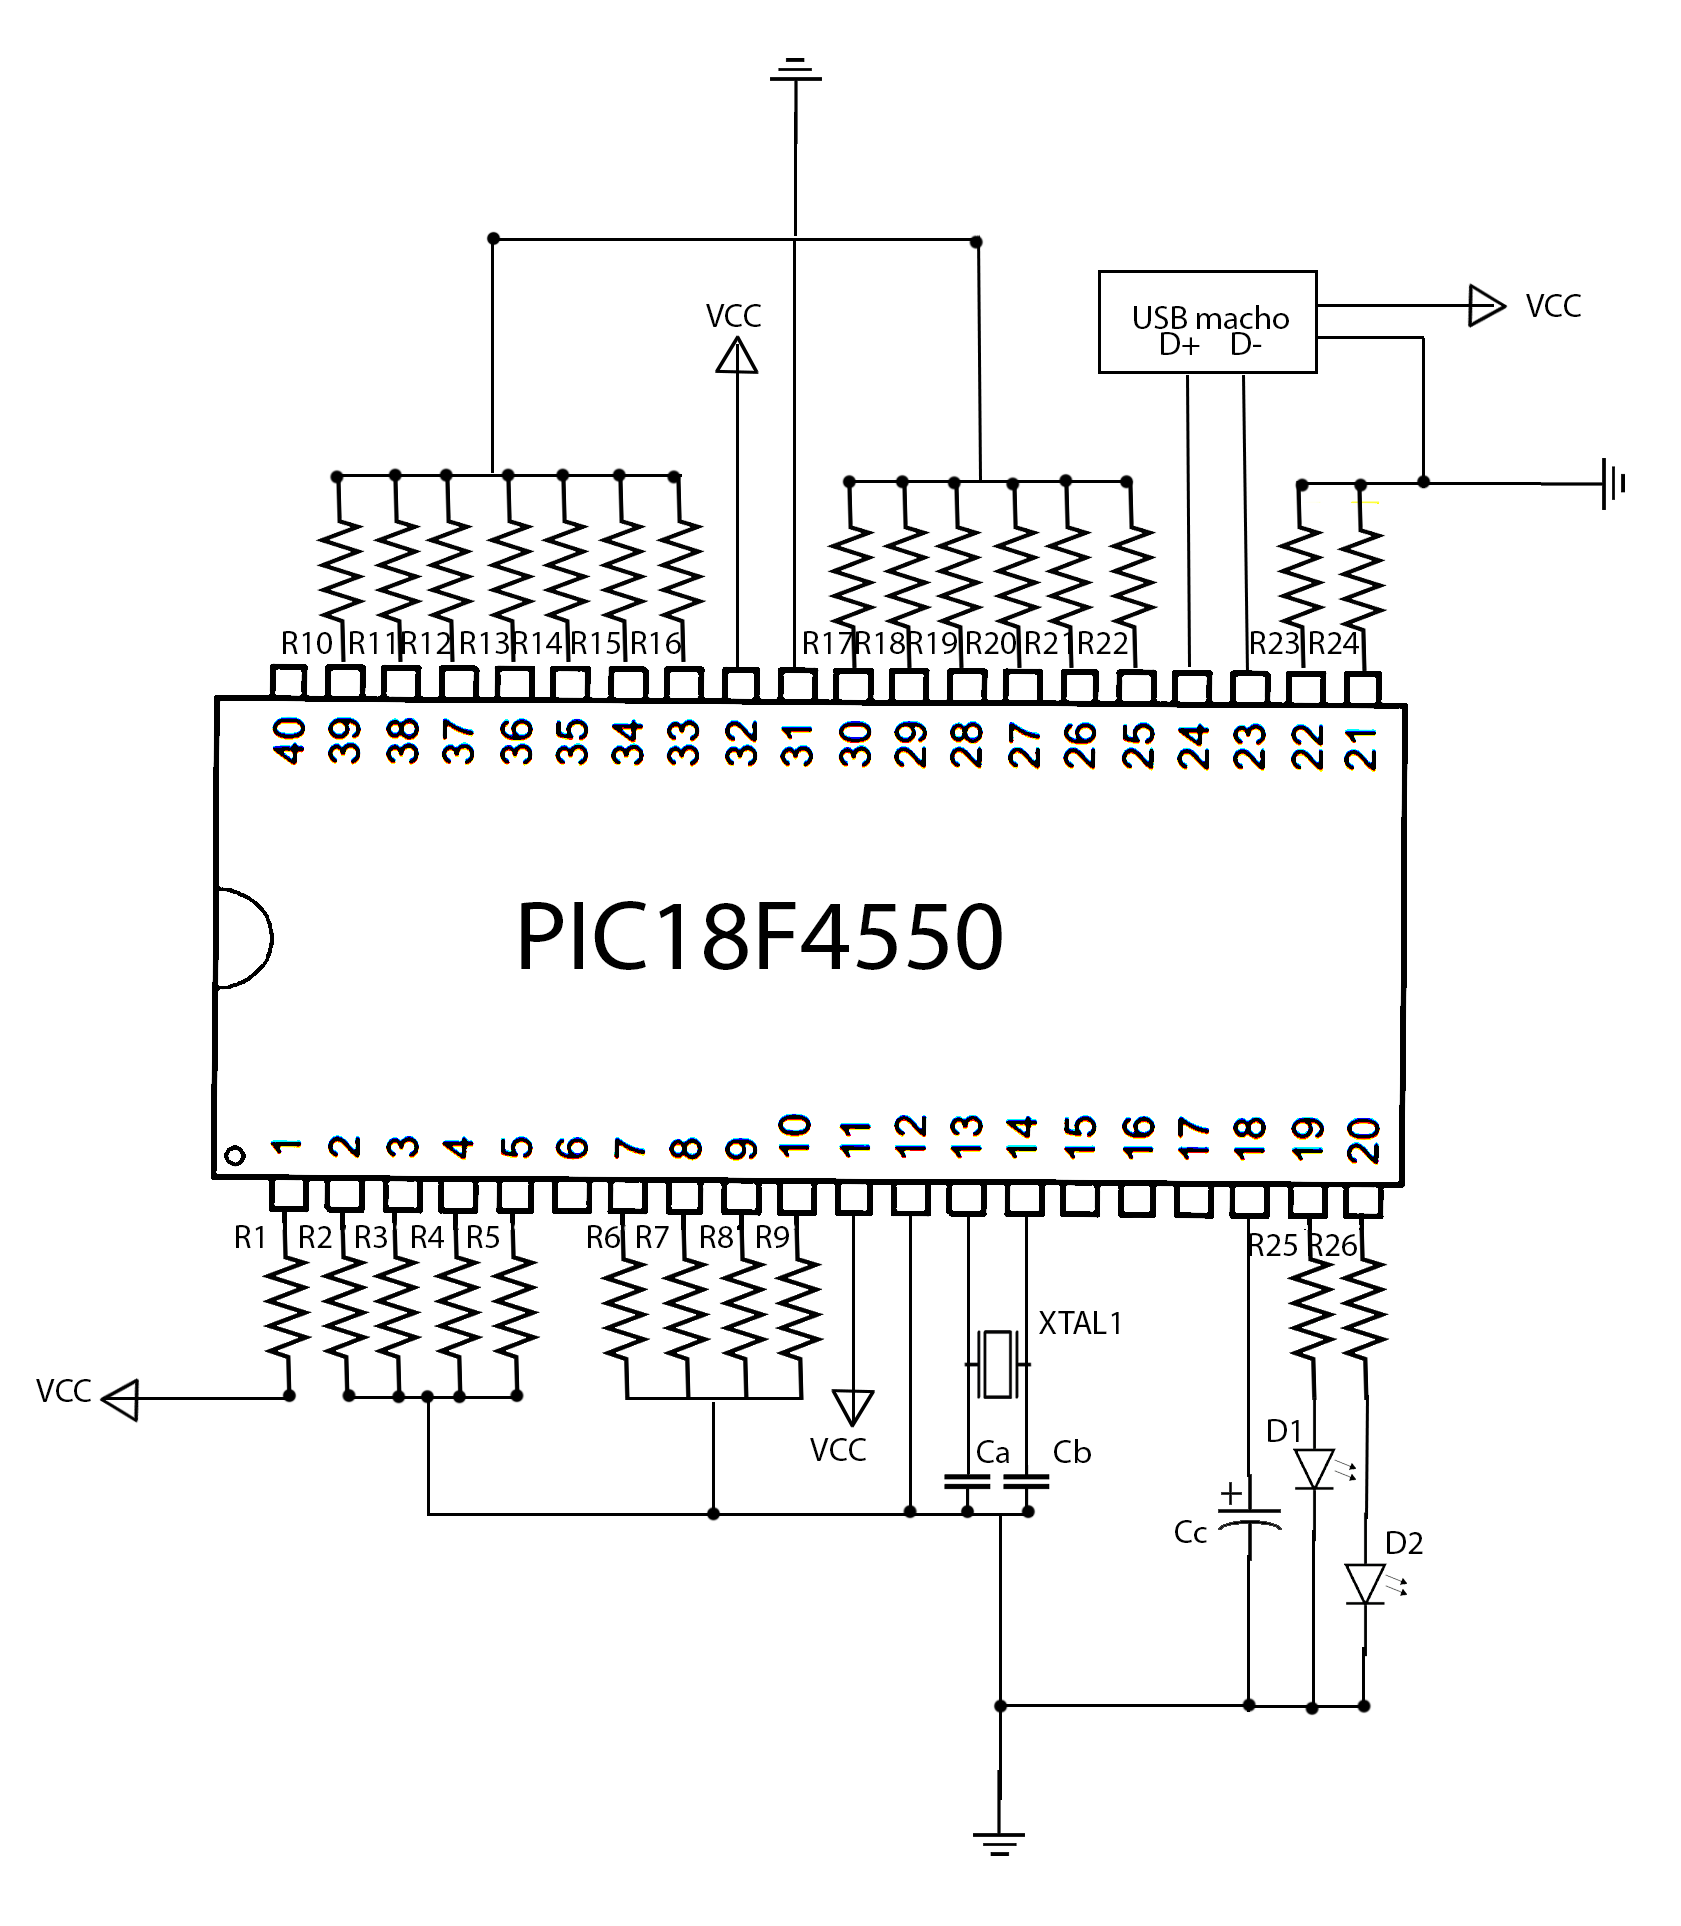 VCC
USB macho
D+ D-
VCC
R10 R11 R12 R13 R14 R15 R16 R17 R18 R19 R20 R21 R22 R23 R24
40 39 38 37 36 35 34 33 32 31 30 29 28 27 26 25 24 23 22 21
PIC18F4550
1 2 3 4 5 6 7 8 9 10 11 12 13 14 15 16 17 18 19 20
R1 R2 R3 R4 R5 R6 R7 R8 R9 R25 R26
XTAL1
VCC
D1
VCC
Ca Cb
+
Cc
D2